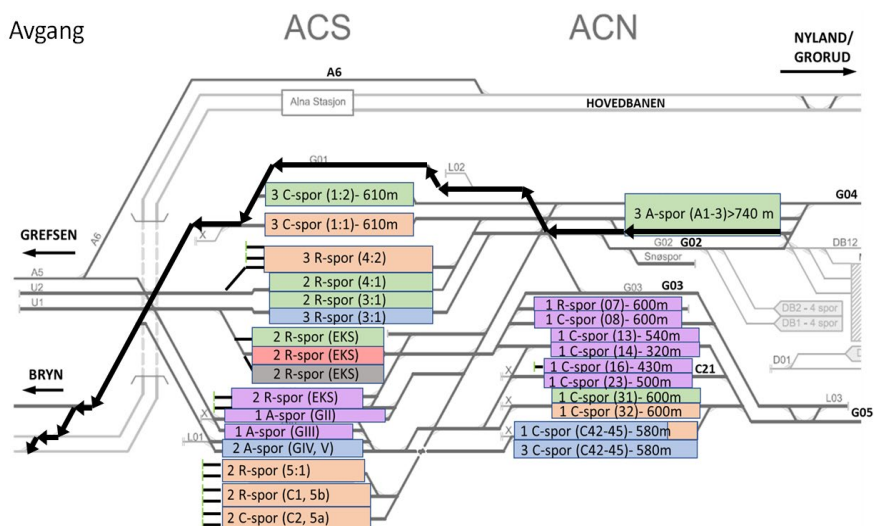 Avgang
ACS
ACN
NYLAND/
GRORUD
A6
Alna Stasjon
HOVEDBANEN
G01
L02
3 C-spor (1:2)- 610m
3 A-spor (A1-3)>740 m
G04
3 C-spor (1:1)- 610m
X
GREFSEN
A6
G02
G02
DB12
3 R-spor (4:2)
Snøspor
A5
2 R-spor (4:1)
G03
G03
U2
2 R-spor (3:1)
U1
3 R-spor (3:1)
1 R-spor (07)- 600m
DB2 - 4 spor
1 C-spor (08)- 600m
DB1 - 4 spor
2 R-spor (EKS)
1 C-spor (13)- 540m
2 R-spor (EKS)
1 C-spor (14)- 320m
D01
2 R-spor (EKS)
X
1 C-spor (16)- 430m
C21
1 C-spor (23)- 500m
BRYN
2 R-spor (EKS)
1 C-spor (31)- 600m
L03
X
1 A-spor (GII)
X
1 C-spor (32)- 600m
G05
1 A-spor (GIII)
X
1 C-spor (C42-45)- 580m
L01
2 A-spor (GIV, V)
3 C-spor (C42-45)- 580m
2 R-spor (5:1)
2 R-spor (C1, 5b)
2 C-spor (C2, 5a)